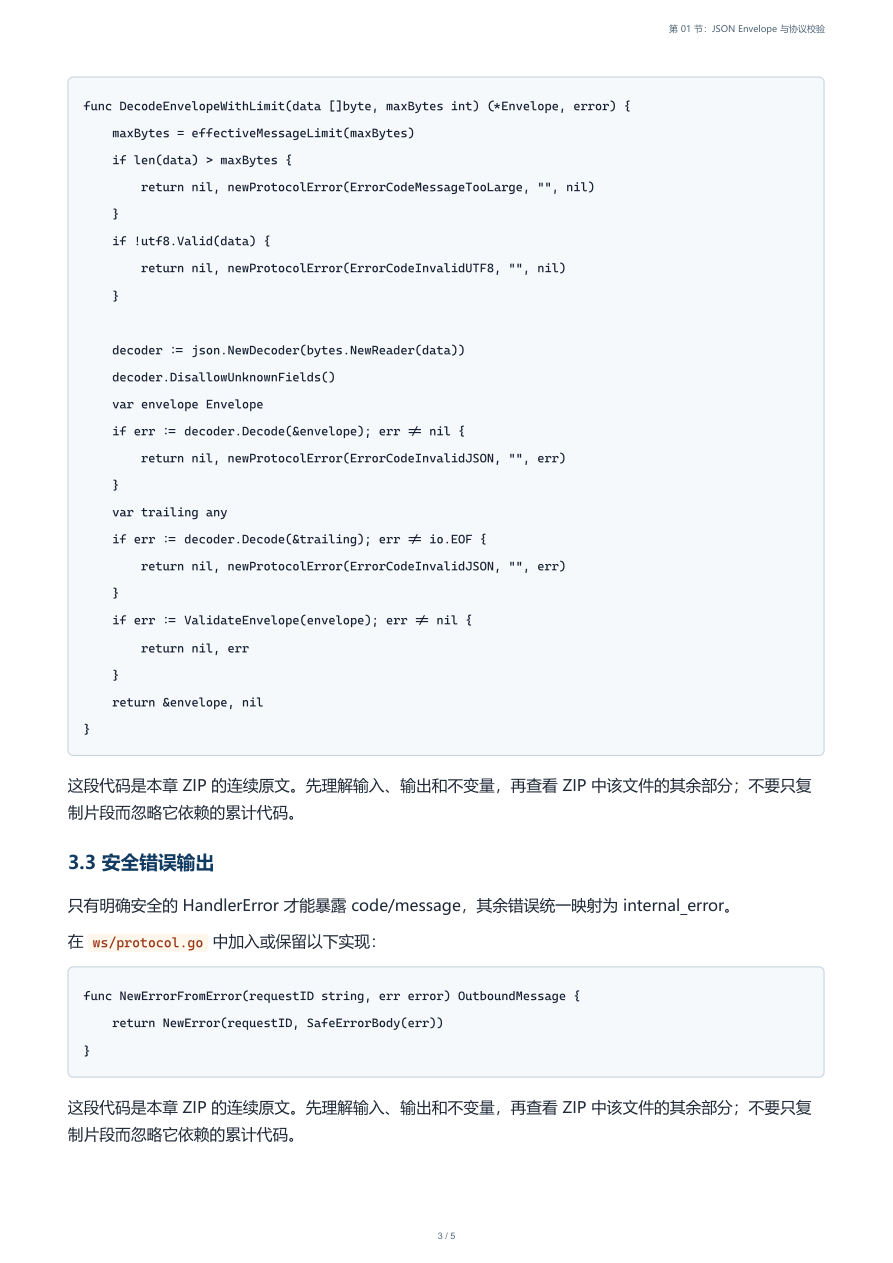 第 01 节：JSON Envelope 与协议校验
func DecodeEnvelopeWithLimit(data []byte, maxBytes int) (*Envelope, error) {
    maxBytes = effectiveMessageLimit(maxBytes)
    if len(data) > maxBytes {
        return nil, newProtocolError(ErrorCodeMessageTooLarge, "", nil)
    }
    if !utf8.Valid(data) {
        return nil, newProtocolError(ErrorCodeInvalidUTF8, "", nil)
    }

    decoder := json.NewDecoder(bytes.NewReader(data))
    decoder.DisallowUnknownFields()
    var envelope Envelope
    if err := decoder.Decode(&envelope); err != nil {
        return nil, newProtocolError(ErrorCodeInvalidJSON, "", err)
    }
    var trailing any
    if err := decoder.Decode(&trailing); err != io.EOF {
        return nil, newProtocolError(ErrorCodeInvalidJSON, "", err)
    }
    if err := ValidateEnvelope(envelope); err != nil {
        return nil, err
    }
    return &envelope, nil
}
这段代码是本章 ZIP 的连续原文。先理解输入、输出和不变量，再查看 ZIP 中该文件的其余部分；不要只复
制片段而忽略它依赖的累计代码。
3.3 安全错误输出
只有明确安全的 HandlerError 才能暴露 code/message，其余错误统一映射为 internal_error。
在 ws/protocol.go 中加入或保留以下实现：
func NewErrorFromError(requestID string, err error) OutboundMessage {
    return NewError(requestID, SafeErrorBody(err))
}
这段代码是本章 ZIP 的连续原文。先理解输入、输出和不变量，再查看 ZIP 中该文件的其余部分；不要只复
制片段而忽略它依赖的累计代码。
3 / 5